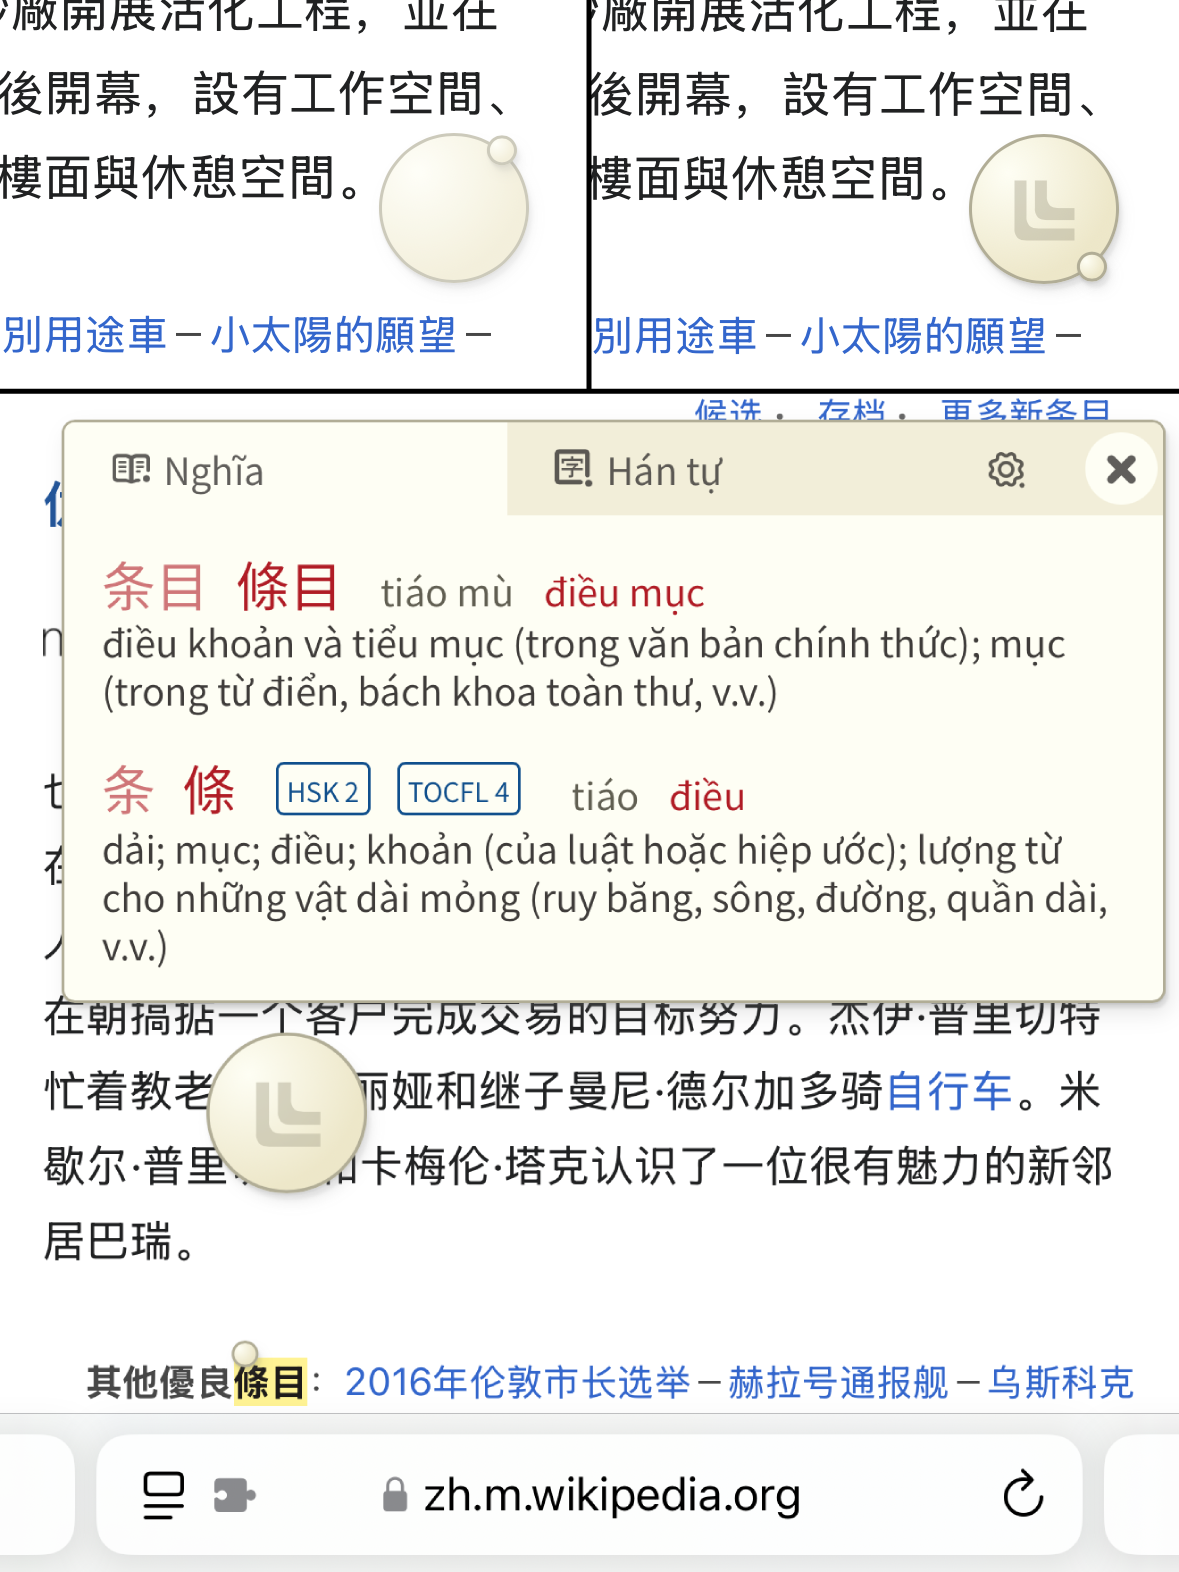 廠開展活化工程，並在
後開幕，設有工作空間、
樓面與休憩空間。
別用途車 – 小太陽的願望 –
廠開展活化工程，並在
後開幕，設有工作空間、
樓面與休憩空間。
別用途車 – 小太陽的願望 –
候选 · 存档 · 更多新条目
Nghĩa
Hán tự
条目 條目 tiáo mù điều mục
điều khoản và tiểu mục (trong văn bản chính thức); mục
(trong từ điển, bách khoa toàn thư, v.v.)
条 條 HSK 2 TOCFL 4 tiáo điều
dải; mục; điều; khoản (của luật hoặc hiệp ước); lượng từ
cho những vật dài mỏng (ruy băng, sông, đường, quần dài,
v.v.)
在朝搞掂一个客户完成交易的目标努力。杰伊·普里切特
忙着教老 丽娅和继子曼尼·德尔加多骑自行车。米
歇尔·普里 和卡梅伦·塔克认识了一位很有魅力的新邻
居巴瑞。
其他優良條目：2016年伦敦市长选举 – 赫拉号通报舰 – 乌斯科克
zh.m.wikipedia.org